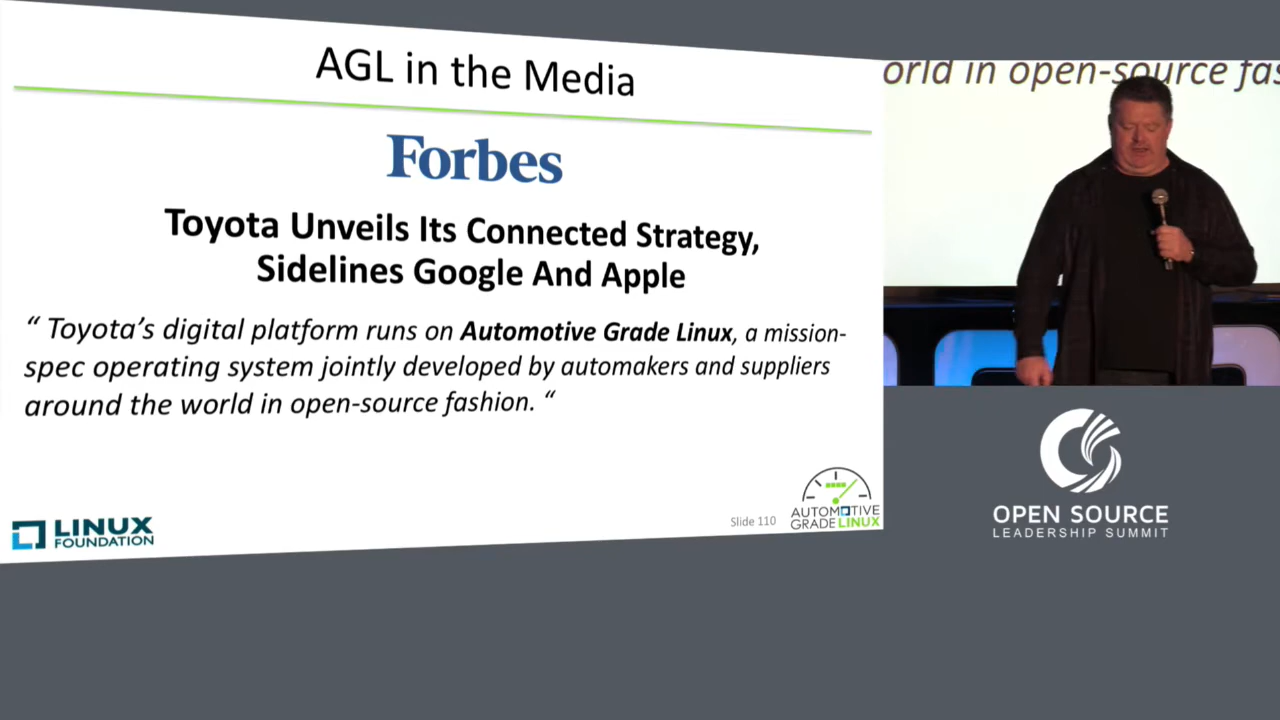 AGL in the Media
Forbes
Toyota Unveils Its Connected Strategy,
Sidelines Google And Apple
“ Toyota’s digital platform runs on Automotive Grade Linux, a mission-
spec operating system jointly developed by automakers and suppliers
around the world in open-source fashion. “
LINUX
FOUNDATION
Slide 110
AUTOMOTIVE
GRADE LINUX
orld in open-source fas
OPEN SOURCE
LEADERSHIP SUMMIT